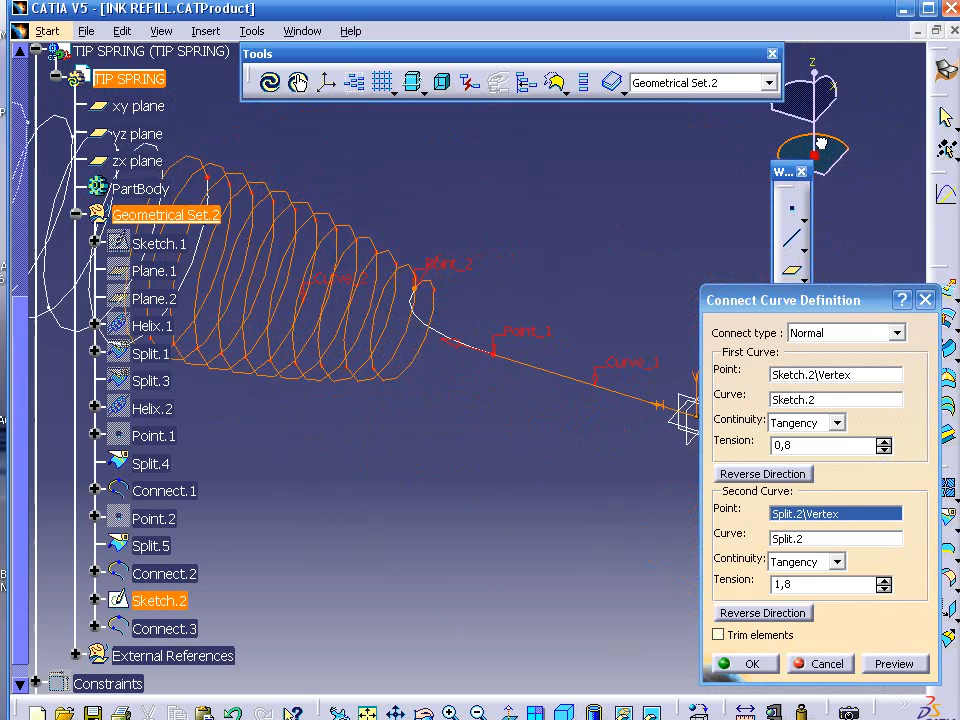 CATIA V5 - [INK REFILL.CATProduct]
Start File Edit View Insert Tools Window Help
TIP SPRING (TIP SPRING)
TIP SPRING
xy plane
yz plane
zx plane
PartBody
Geometrical Set.2
Sketch.1
Plane.1
Plane.2
Helix.1
Split.1
Split.3
Helix.2
Point.1
Split.4
Connect.1
Point.2
Split.5
Connect.2
Sketch.2
Connect.3
External References
Constraints
Tools
Geometrical Set.2
z
Curve_2
Point_2
Point_1
Curve_1
H
W...
Connect Curve Definition
Connect type : Normal
First Curve:
Point: Sketch.2\Vertex
Curve: Sketch.2
Continuity: Tangency
Tension: 0,8
Reverse Direction
Second Curve:
Point: Split.2\Vertex
Curve: Split.2
Continuity: Tangency
Tension: 1,8
Reverse Direction
Trim elements
OK Cancel Preview